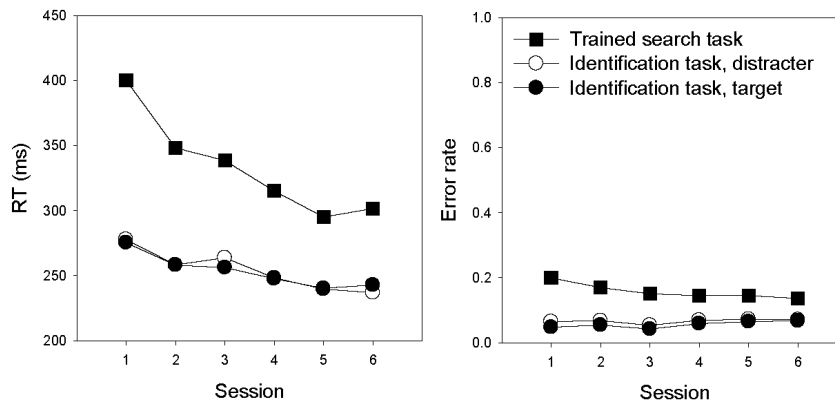 450
400
350
300
250
200
RT (ms)
1 2 3 4 5 6
Session
1.0
0.8
0.6
0.4
0.2
0.0
Error rate
Trained search task
Identification task, distracter
Identification task, target
1 2 3 4 5 6
Session